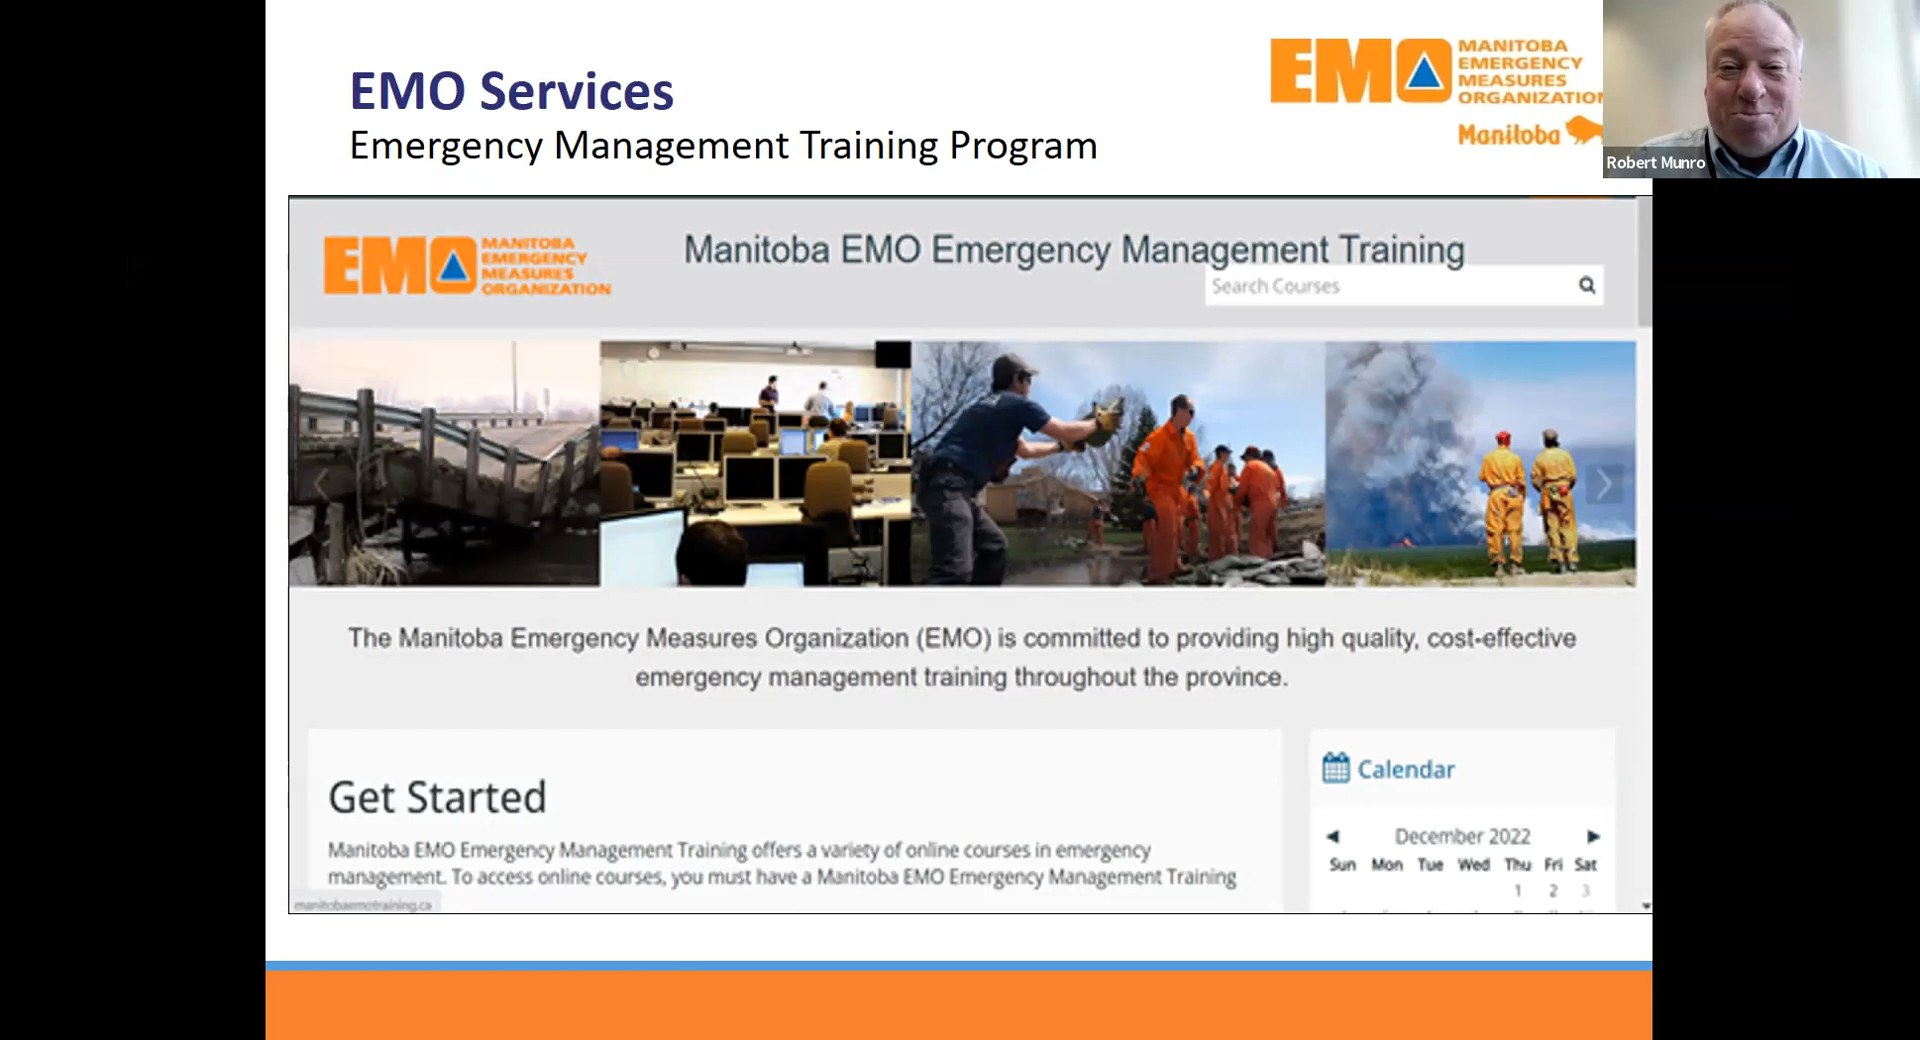 EMO Services
Emergency Management Training Program
EMO MANITOBA
EMERGENCY
MEASURES
ORGANIZATION
Manitoba
Robert Munro
EMO MANITOBA
EMERGENCY
MEASURES
ORGANIZATION
Manitoba EMO Emergency Management Training
Search Courses
The Manitoba Emergency Measures Organization (EMO) is committed to providing high quality, cost-effective
emergency management training throughout the province.
Get Started
Manitoba EMO Emergency Management Training offers a variety of online courses in emergency
management. To access online courses, you must have a Manitoba EMO Emergency Management Training
manitobaemotraining.ca
Calendar
December 2022
Sun Mon Tue Wed Thu Fri Sat
1 2 3